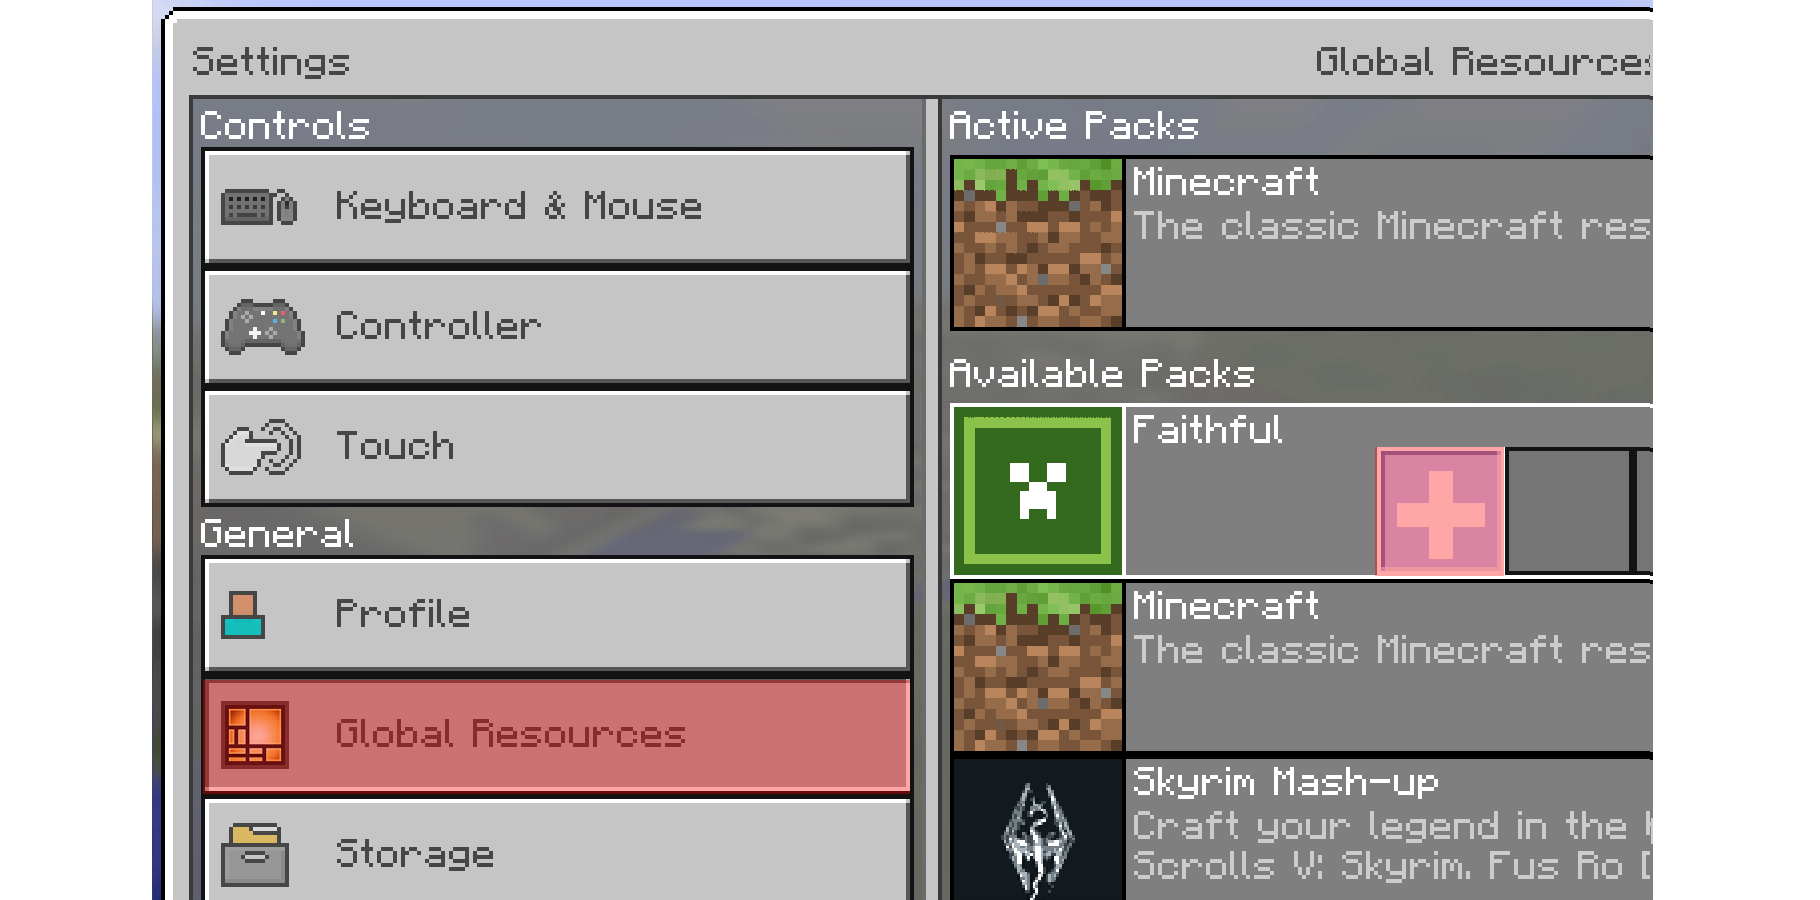 Settings
Global Resources
Controls
Keyboard & Mouse
Controller
Touch
General
Profile
Global Resources
Storage
Active Packs
Minecraft
The classic Minecraft res
Available Packs
Faithful
Minecraft
The classic Minecraft res
Skyrim Mash-up
Craft your legend in the
Scrolls V: Skyrim. Fus Ro